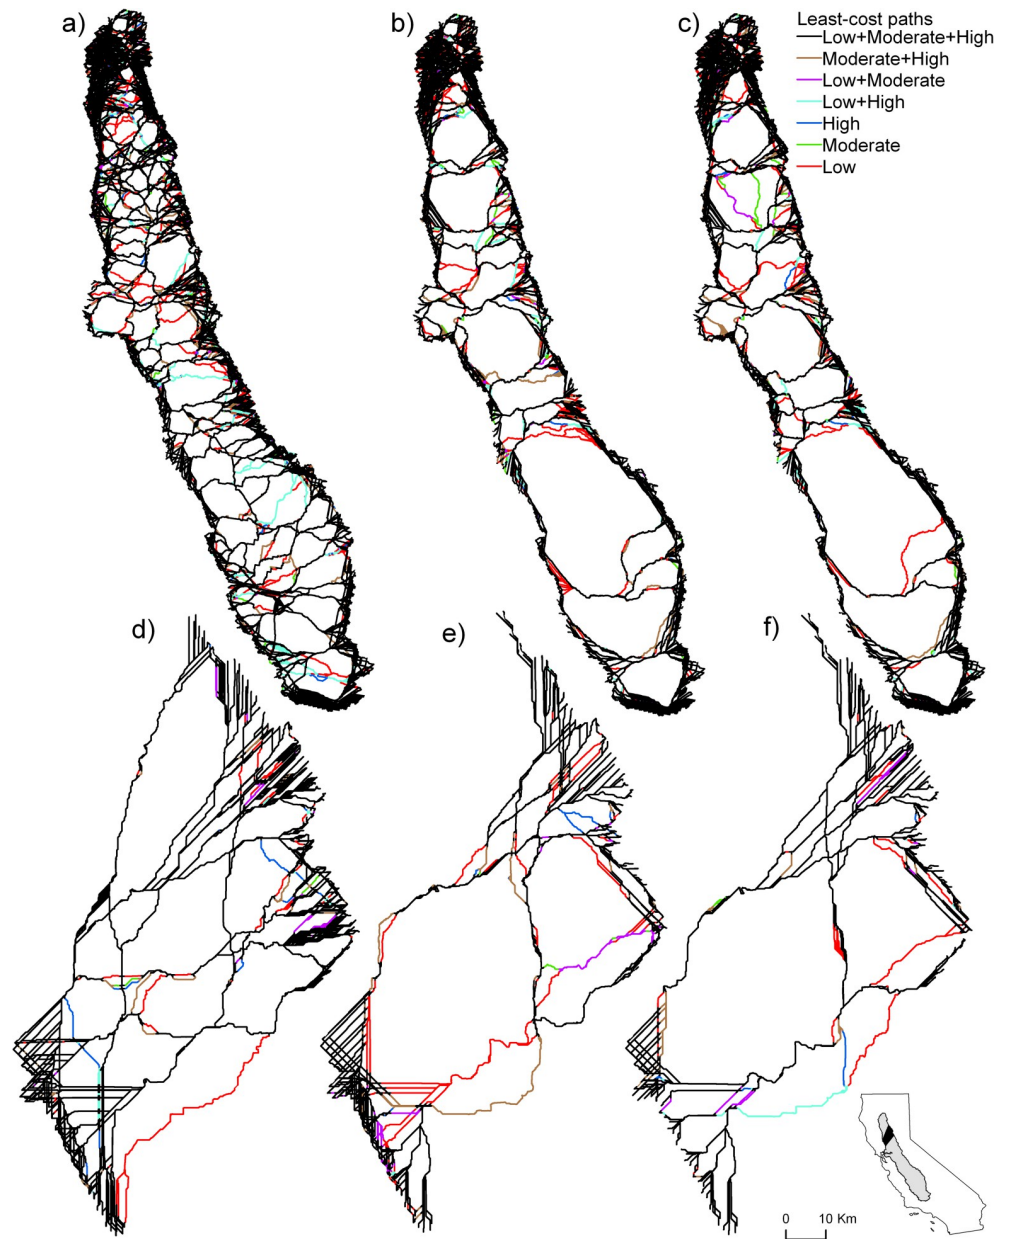 a)
b)
c)
Least-cost paths
Low+Moderate+High
Moderate+High
Low+Moderate
Low+High
High
Moderate
Low
d)
e)
f)
0 10 Km